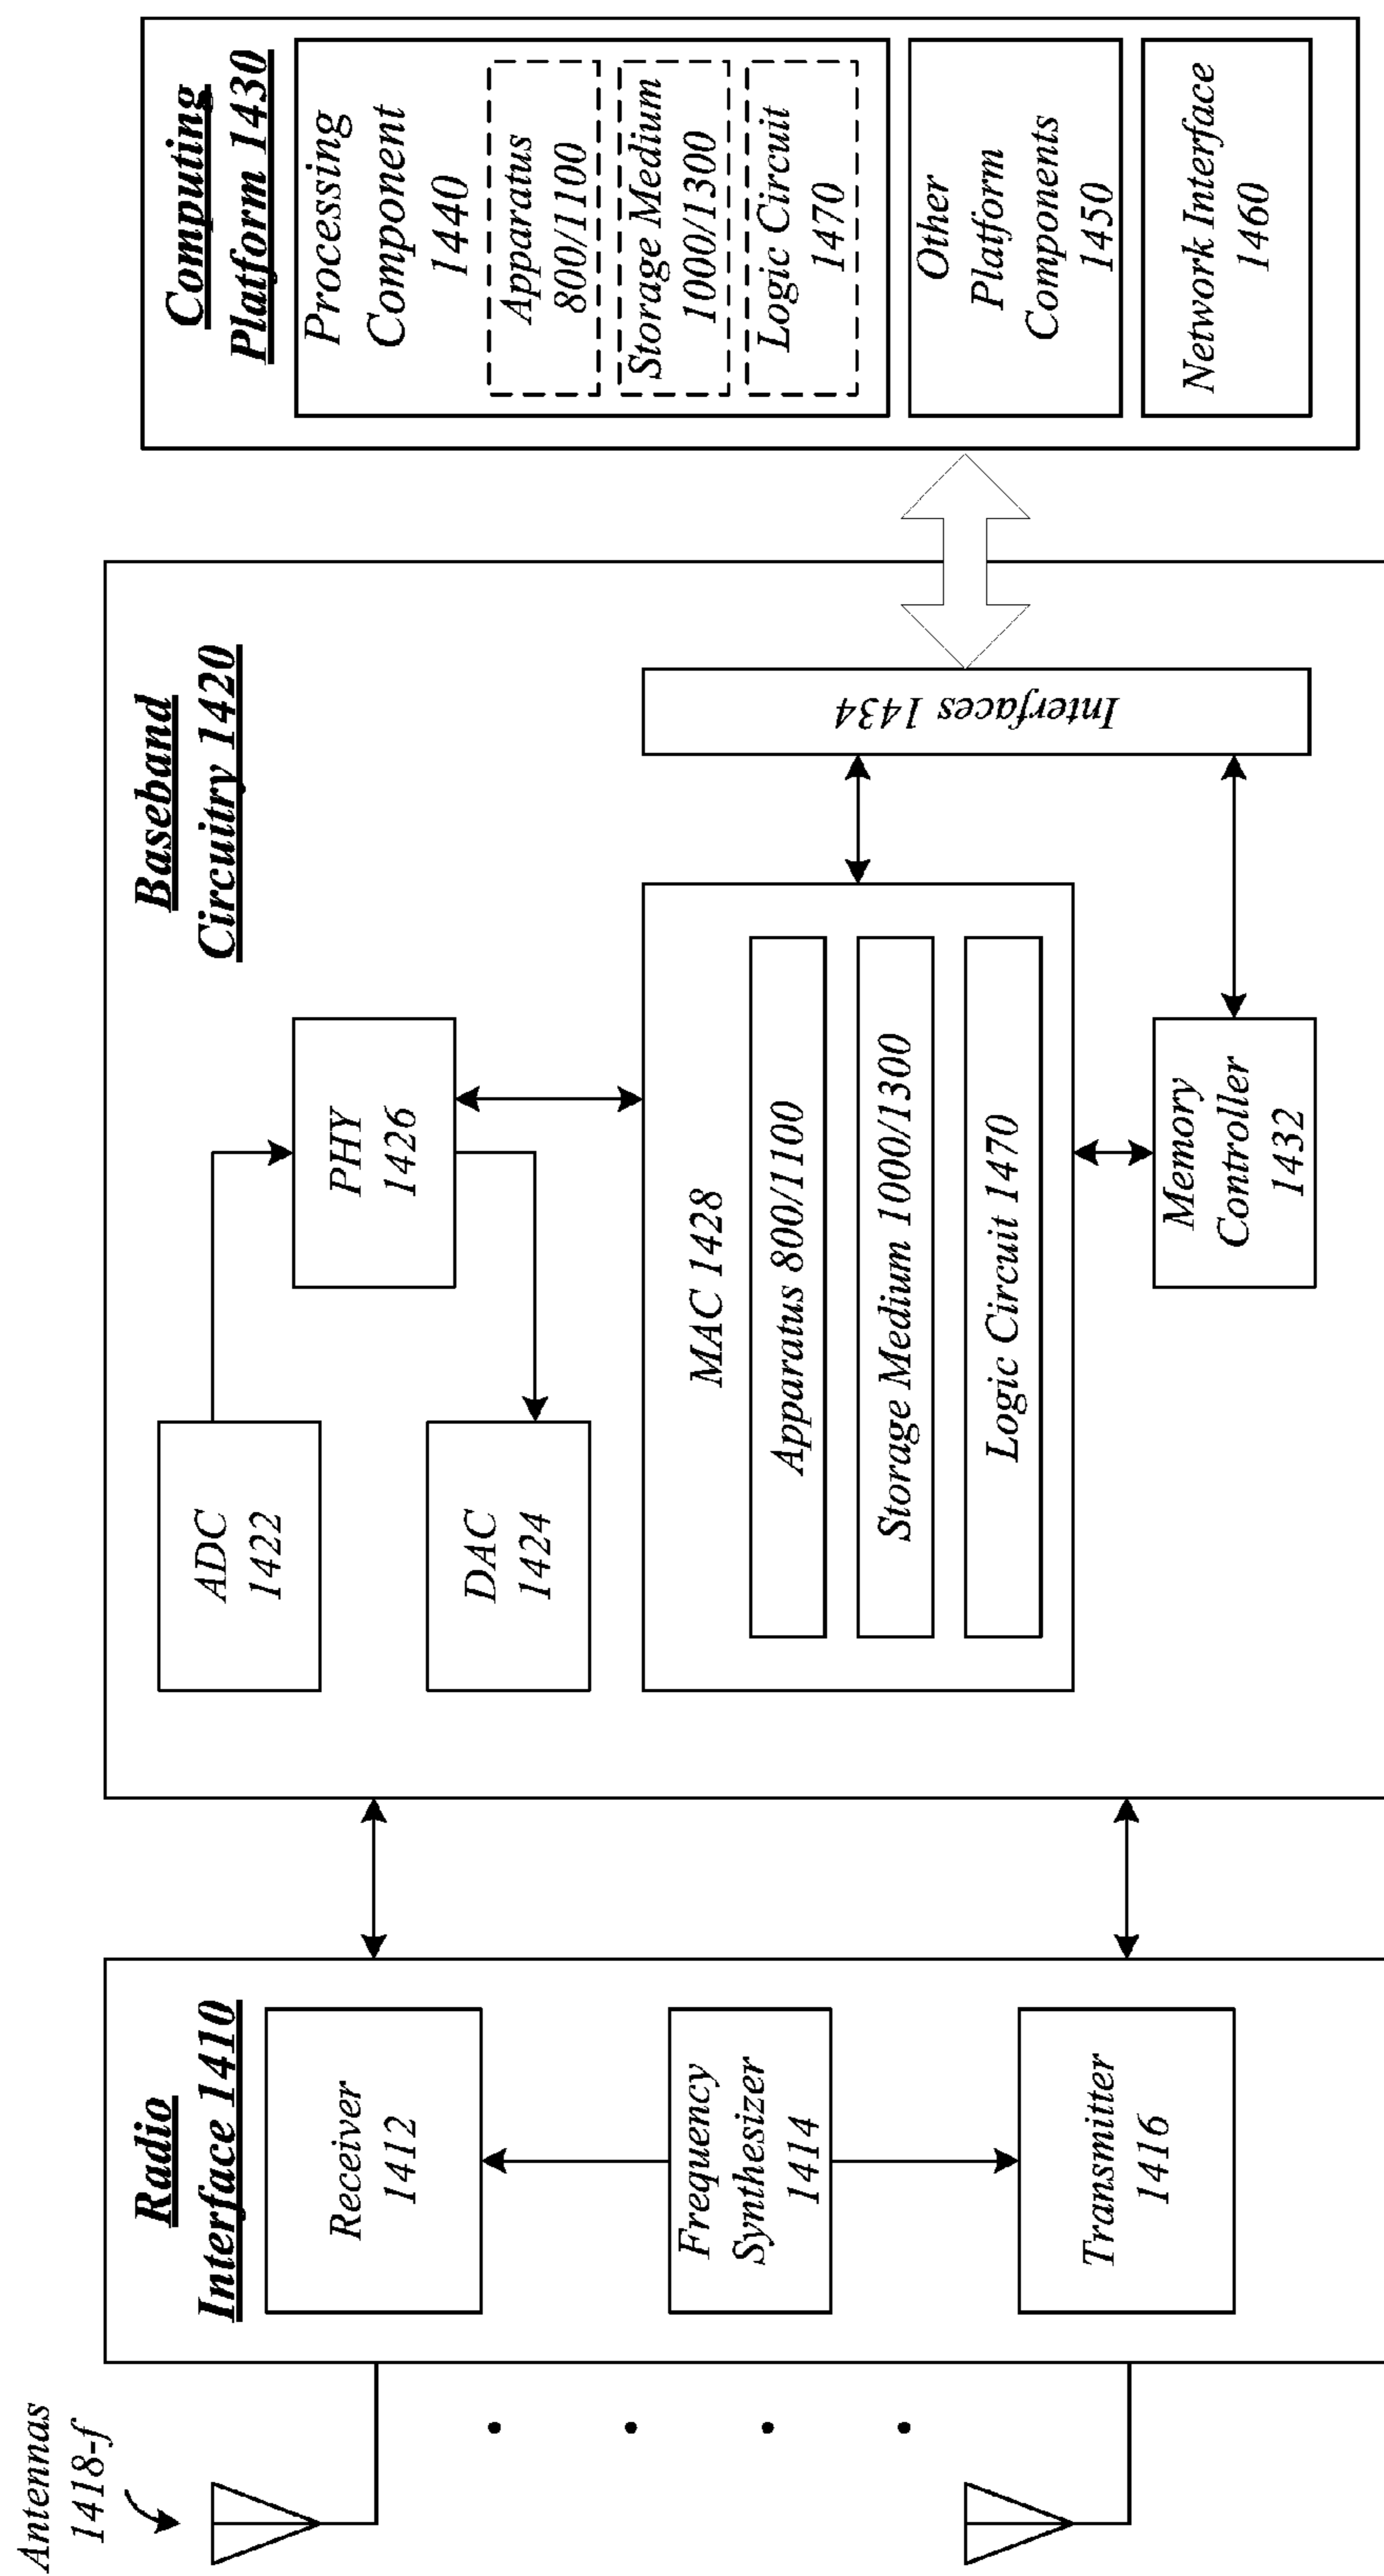 Antennas
1418-f
Radio
Interface 1410
Receiver
1412
Frequency
Synthesizer
1414
Transmitter
1416
Baseband
Circuitry 1420
ADC
1422
DAC
1424
PHY
1426
MAC 1428
Apparatus 800/1100
Storage Medium 1000/1300
Logic Circuit 1470
Memory
Controller
1432
Interfaces 1434
Computing
Platform 1430
Processing
Component
1440
Apparatus
800/1100
Storage Medium
1000/1300
Logic Circuit
1470
Other
Platform
Components
1450
Network Interface
1460